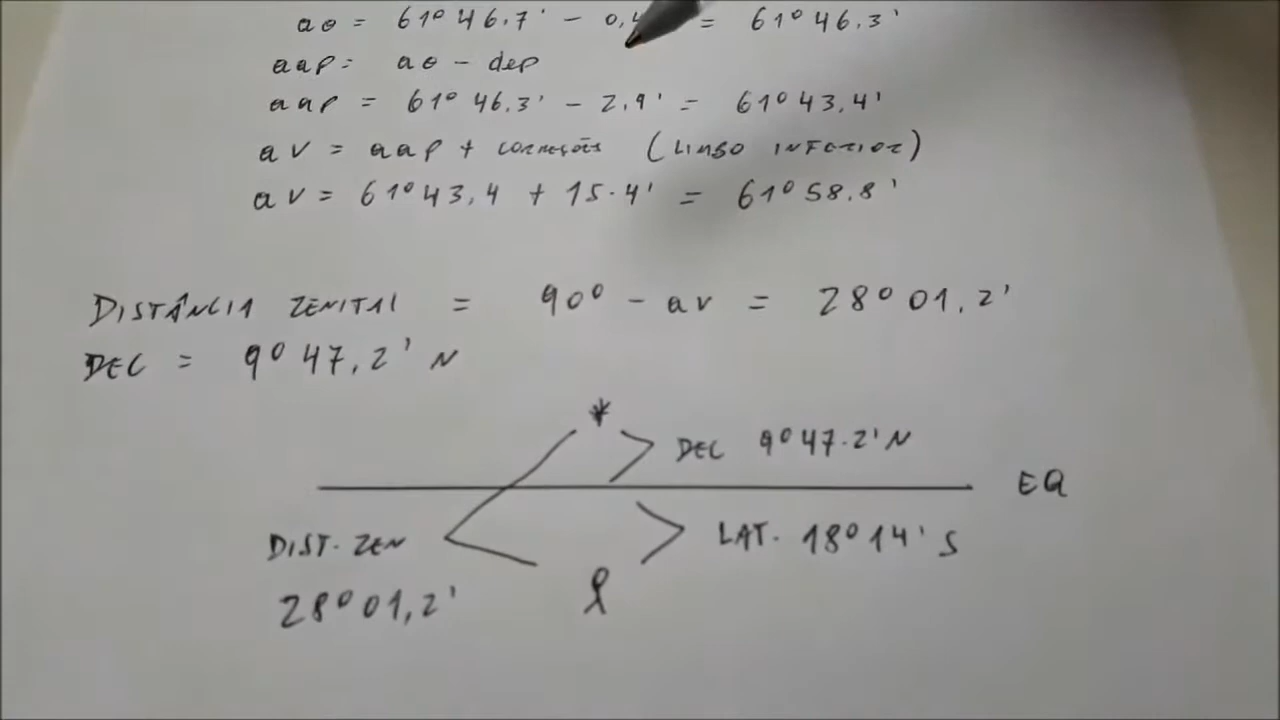 ao = 61° 46.7' - 0,4 = 61° 46.3'
aap = ao - dep
aap = 61° 46.3' - 2.9' = 61° 43,4'
av = aap + correções (LIMBO INFERIOR)
av = 61° 43,4 + 15.4' = 61° 58.8'
DISTÂNCIA ZENITAL = 90° - av = 28° 01,2'
DEC = 9° 47,2' N
* DEC 9° 47.2' N
EQ
DIST. ZEN LAT. 18° 14' S
28° 01,2'